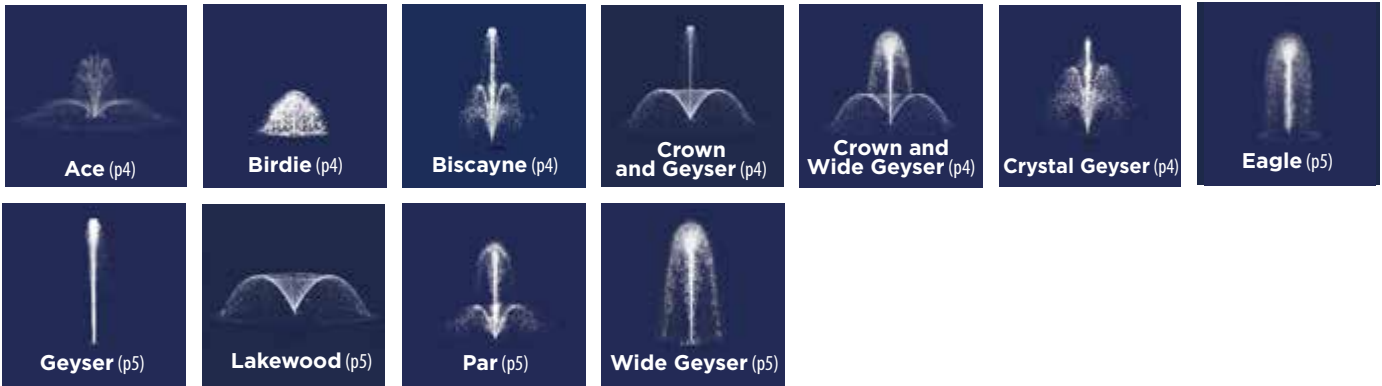 Ace (p4)
Birdie (p4)
Biscayne (p4)
Crown
and Geyser (p4)
Crown and
Wide Geyser (p4)
Crystal Geyser (p4)
Eagle (p5)
Geyser (p5)
Lakewood (p5)
Par (p5)
Wide Geyser (p5)